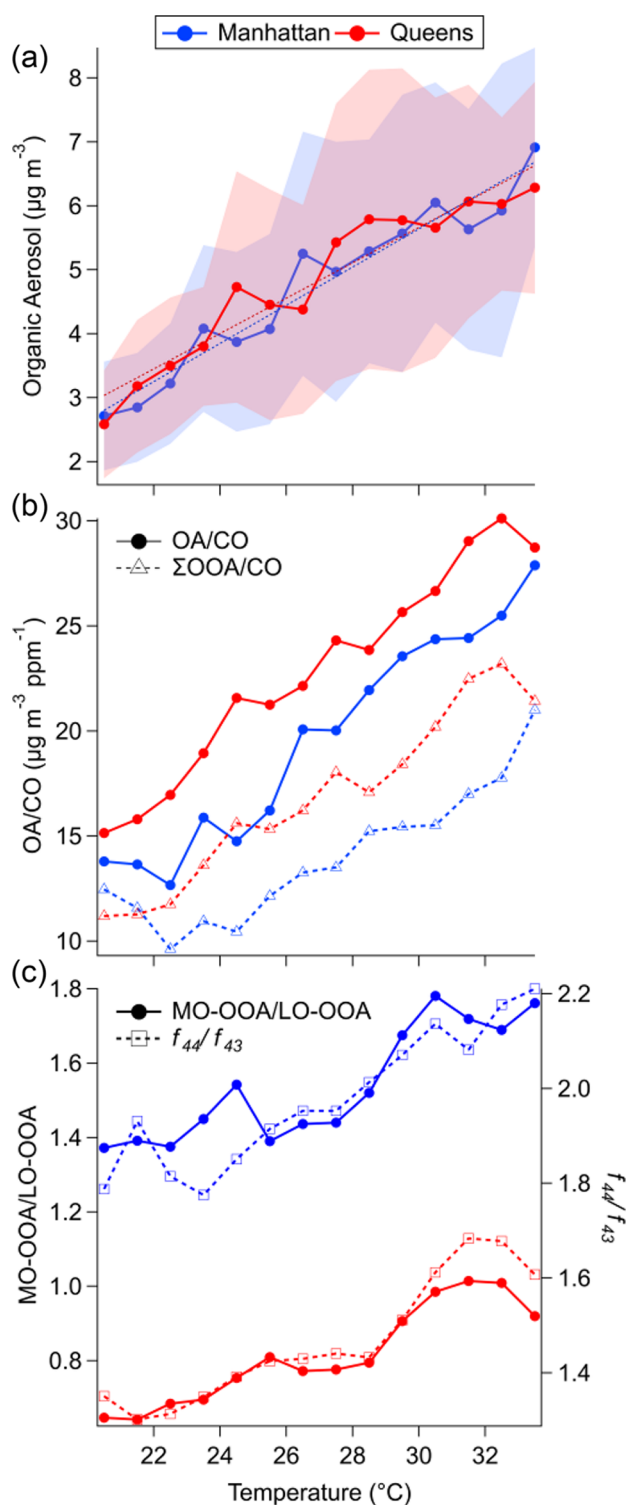 Manhattan Queens
(a)
8
7
6
5
4
3
2
Organic Aerosol (µg m⁻³)
(b)
OA/CO
ΣOOA/CO
30
25
20
15
10
OA/CO (µg m⁻³ ppm⁻¹)
(c)
MO-OOA/LO-OOA
f₄₄/f₄₃
1.8
1.6
1.4
1.2
1.0
0.8
MO-OOA/LO-OOA
2.2
2.0
1.8
1.6
1.4
f₄₄/f₄₃
22 24 26 28 30 32
Temperature (°C)